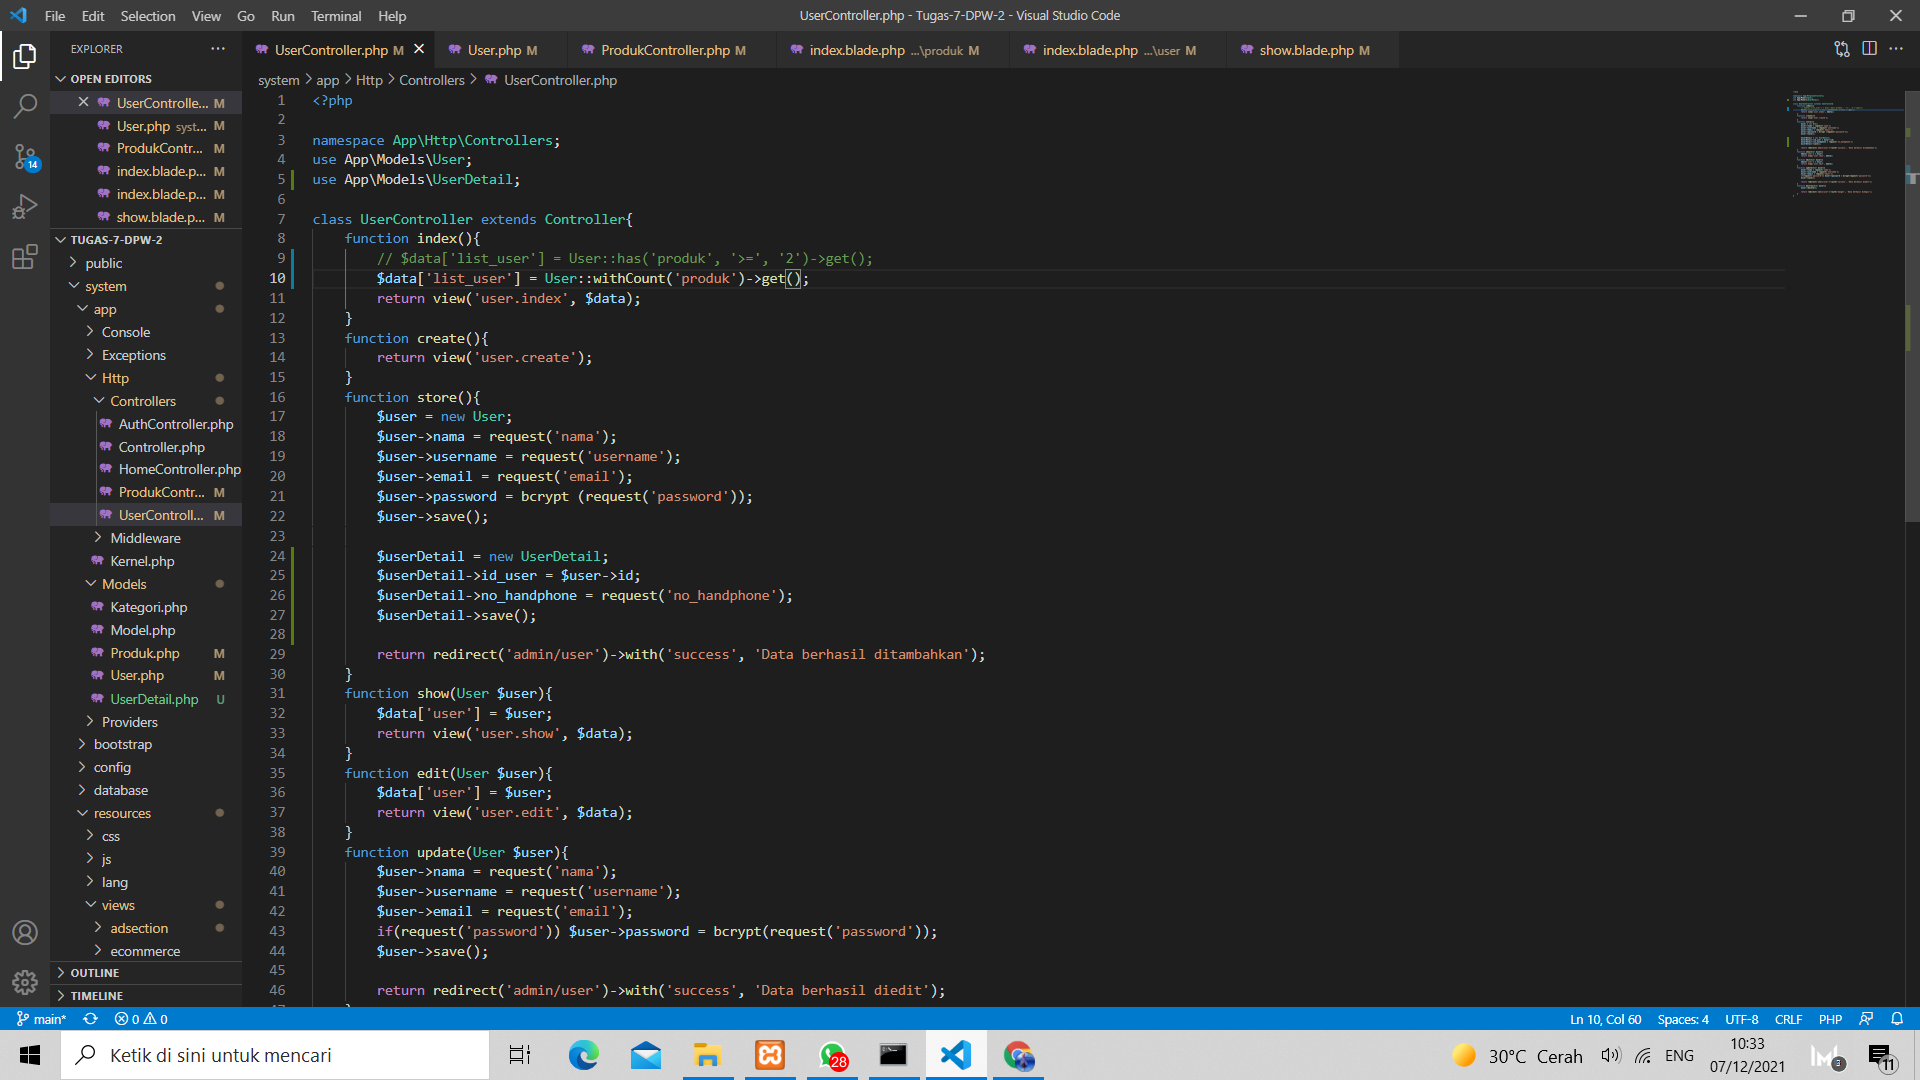 File Edit Selection View Go Run Terminal Help
UserController.php - Tugas-7-DPW-2 - Visual Studio Code
EXPLORER
UserController.php M
User.php M
ProdukController.php M
index.blade.php ...\produk M
index.blade.php ...\user M
show.blade.php M
OPEN EDITORS
UserControlle... M
User.php syst... M
ProdukContr... M
index.blade.p... M
index.blade.p... M
show.blade.p... M
TUGAS-7-DPW-2
public
system
app
Console
Exceptions
Http
Controllers
AuthController.php
Controller.php
HomeController.php
ProdukContr... M
UserControll... M
Middleware
Kernel.php
Models
Kategori.php
Model.php
Produk.php M
User.php M
UserDetail.php U
Providers
bootstrap
config
database
resources
css
js
lang
views
adsection
ecommerce
OUTLINE
TIMELINE
14
system > app > Http > Controllers > UserController.php
1 <?php
2
3 namespace App\Http\Controllers;
4 use App\Models\User;
5 use App\Models\UserDetail;
6
7 class UserController extends Controller{
8 function index(){
9 // $data['list_user'] = User::has('produk', '>=', '2')->get();
10 $data['list_user'] = User::withCount('produk')->get();
11 return view('user.index', $data);
12 }
13 function create(){
14 return view('user.create');
15 }
16 function store(){
17 $user = new User;
18 $user->nama = request('nama');
19 $user->username = request('username');
20 $user->email = request('email');
21 $user->password = bcrypt (request('password'));
22 $user->save();
23
24 $userDetail = new UserDetail;
25 $userDetail->id_user = $user->id;
26 $userDetail->no_handphone = request('no_handphone');
27 $userDetail->save();
28
29 return redirect('admin/user')->with('success', 'Data berhasil ditambahkan');
30 }
31 function show(User $user){
32 $data['user'] = $user;
33 return view('user.show', $data);
34 }
35 function edit(User $user){
36 $data['user'] = $user;
37 return view('user.edit', $data);
38 }
39 function update(User $user){
40 $user->nama = request('nama');
41 $user->username = request('username');
42 $user->email = request('email');
43 if(request('password')) $user->password = bcrypt(request('password'));
44 $user->save();
45
46 return redirect('admin/user')->with('success', 'Data berhasil diedit');
main* 0 0
Ln 10, Col 60 Spaces: 4 UTF-8 CRLF PHP
Ketik di sini untuk mencari
28
30°C Cerah
ENG
10:33
07/12/2021
3
11